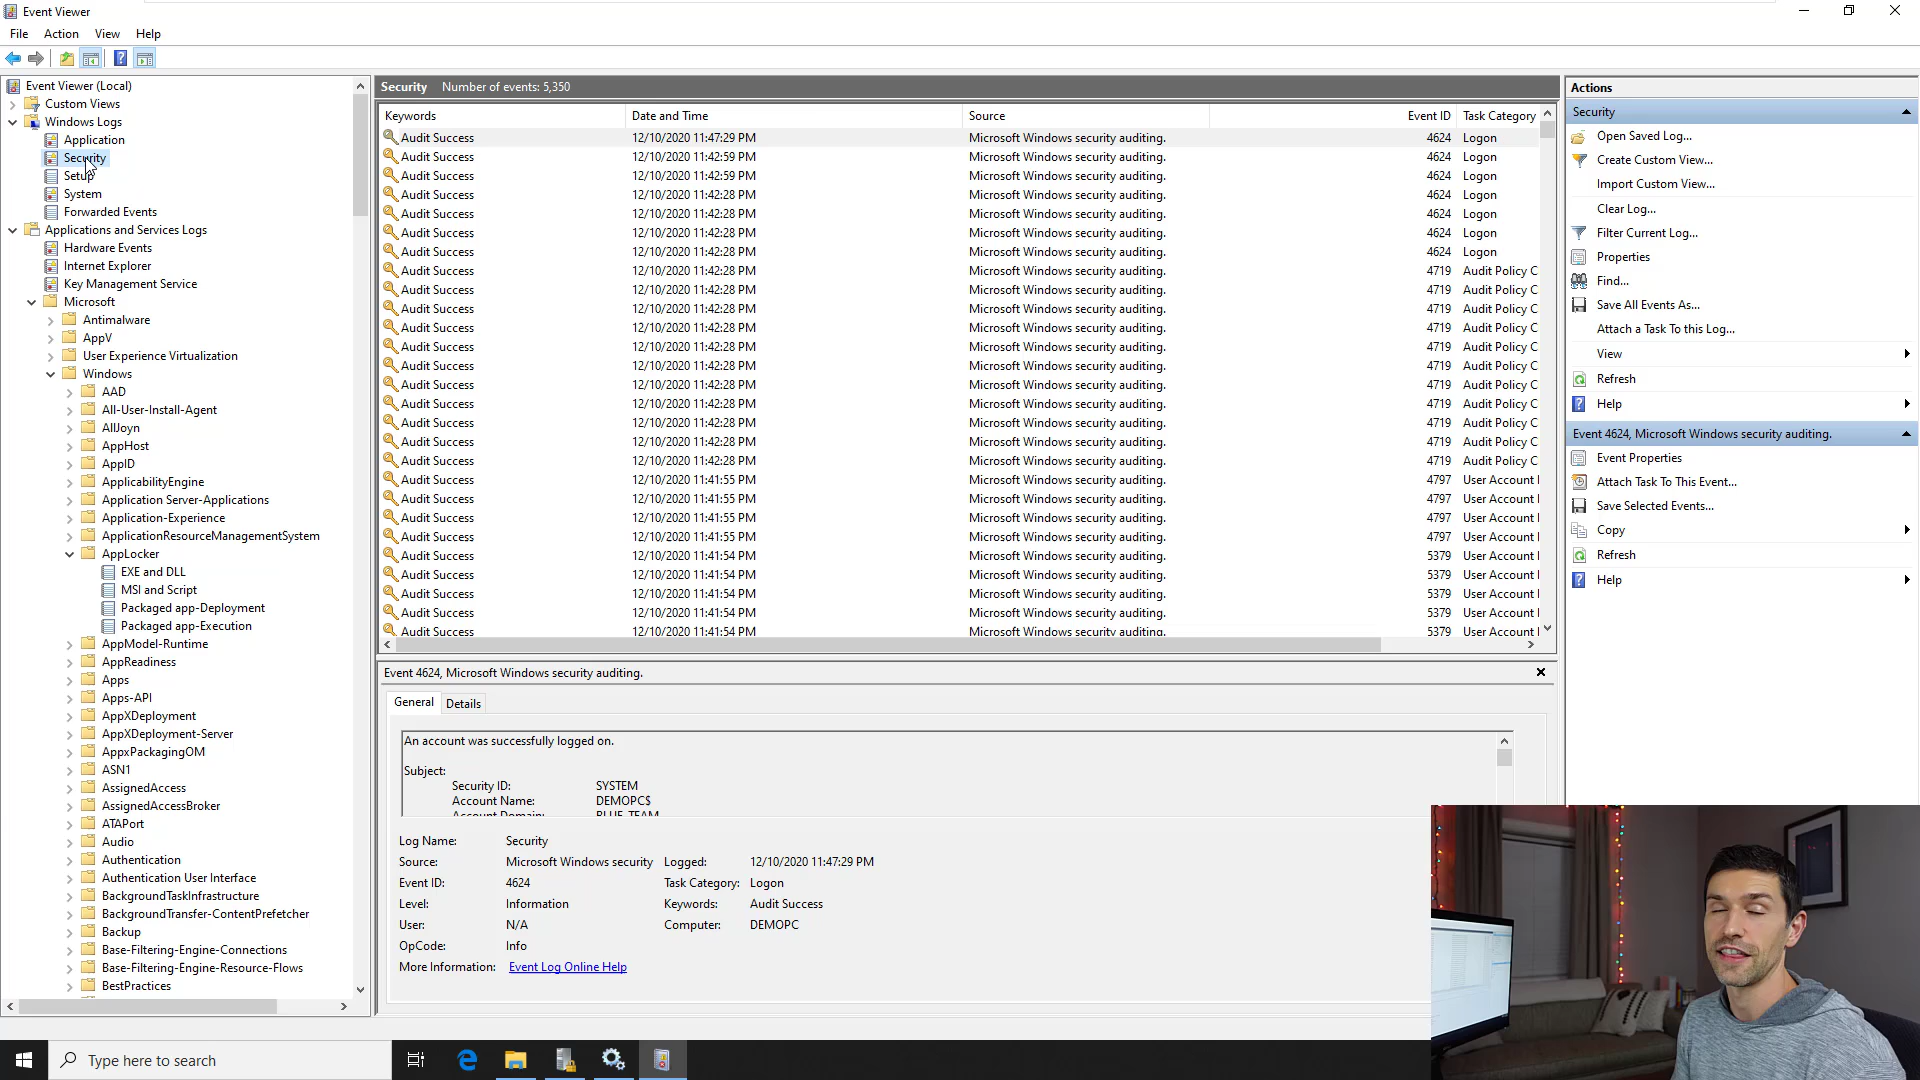 Event Viewer
File Action View Help
Event Viewer (Local)
Custom Views
Windows Logs
Application
Security
Setup
System
Forwarded Events
Applications and Services Logs
Hardware Events
Internet Explorer
Key Management Service
Microsoft
Antimalware
AppV
User Experience Virtualization
Windows
AAD
All-User-Install-Agent
AllJoyn
AppHost
AppID
ApplicabilityEngine
Application Server-Applications
Application-Experience
ApplicationResourceManagementSystem
AppLocker
EXE and DLL
MSI and Script
Packaged app-Deployment
Packaged app-Execution
AppModel-Runtime
AppReadiness
Apps
Apps-API
AppXDeployment
AppXDeployment-Server
AppxPackagingOM
ASN1
AssignedAccess
AssignedAccessBroker
ATAPort
Audio
Authentication
Authentication User Interface
BackgroundTaskInfrastructure
BackgroundTransfer-ContentPrefetcher
Backup
Base-Filtering-Engine-Connections
Base-Filtering-Engine-Resource-Flows
BestPractices
Security Number of events: 5,350
Keywords Date and Time Source Event ID Task Category
Audit Success 12/10/2020 11:47:29 PM Microsoft Windows security auditing. 4624 Logon
Audit Success 12/10/2020 11:42:59 PM Microsoft Windows security auditing. 4624 Logon
Audit Success 12/10/2020 11:42:59 PM Microsoft Windows security auditing. 4624 Logon
Audit Success 12/10/2020 11:42:28 PM Microsoft Windows security auditing. 4624 Logon
Audit Success 12/10/2020 11:42:28 PM Microsoft Windows security auditing. 4624 Logon
Audit Success 12/10/2020 11:42:28 PM Microsoft Windows security auditing. 4624 Logon
Audit Success 12/10/2020 11:42:28 PM Microsoft Windows security auditing. 4624 Logon
Audit Success 12/10/2020 11:42:28 PM Microsoft Windows security auditing. 4719 Audit Policy C
Audit Success 12/10/2020 11:42:28 PM Microsoft Windows security auditing. 4719 Audit Policy C
Audit Success 12/10/2020 11:42:28 PM Microsoft Windows security auditing. 4719 Audit Policy C
Audit Success 12/10/2020 11:42:28 PM Microsoft Windows security auditing. 4719 Audit Policy C
Audit Success 12/10/2020 11:42:28 PM Microsoft Windows security auditing. 4719 Audit Policy C
Audit Success 12/10/2020 11:42:28 PM Microsoft Windows security auditing. 4719 Audit Policy C
Audit Success 12/10/2020 11:42:28 PM Microsoft Windows security auditing. 4719 Audit Policy C
Audit Success 12/10/2020 11:42:28 PM Microsoft Windows security auditing. 4719 Audit Policy C
Audit Success 12/10/2020 11:42:28 PM Microsoft Windows security auditing. 4719 Audit Policy C
Audit Success 12/10/2020 11:42:28 PM Microsoft Windows security auditing. 4719 Audit Policy C
Audit Success 12/10/2020 11:42:28 PM Microsoft Windows security auditing. 4719 Audit Policy C
Audit Success 12/10/2020 11:41:55 PM Microsoft Windows security auditing. 4797 User Account
Audit Success 12/10/2020 11:41:55 PM Microsoft Windows security auditing. 4797 User Account
Audit Success 12/10/2020 11:41:55 PM Microsoft Windows security auditing. 4797 User Account
Audit Success 12/10/2020 11:41:55 PM Microsoft Windows security auditing. 4797 User Account
Audit Success 12/10/2020 11:41:54 PM Microsoft Windows security auditing. 5379 User Account
Audit Success 12/10/2020 11:41:54 PM Microsoft Windows security auditing. 5379 User Account
Audit Success 12/10/2020 11:41:54 PM Microsoft Windows security auditing. 5379 User Account
Audit Success 12/10/2020 11:41:54 PM Microsoft Windows security auditing. 5379 User Account
Audit Success 12/10/2020 11:41:54 PM Microsoft Windows security auditing. 5379 User Account
Event 4624, Microsoft Windows security auditing.
General Details
An account was successfully logged on.
Subject:
Security ID: SYSTEM
Account Name: DEMOPC$
Account Domain: BLUE_TEAM
Log Name: Security
Source: Microsoft Windows security Logged: 12/10/2020 11:47:29 PM
Event ID: 4624 Task Category: Logon
Level: Information Keywords: Audit Success
User: N/A Computer: DEMOPC
OpCode: Info
More Information: Event Log Online Help
Actions
Security
Open Saved Log...
Create Custom View...
Import Custom View...
Clear Log...
Filter Current Log...
Properties
Find...
Save All Events As...
Attach a Task To this Log...
View
Refresh
Help
Event 4624, Microsoft Windows security auditing.
Event Properties
Attach Task To This Event...
Save Selected Events...
Copy
Refresh
Help
Type here to search